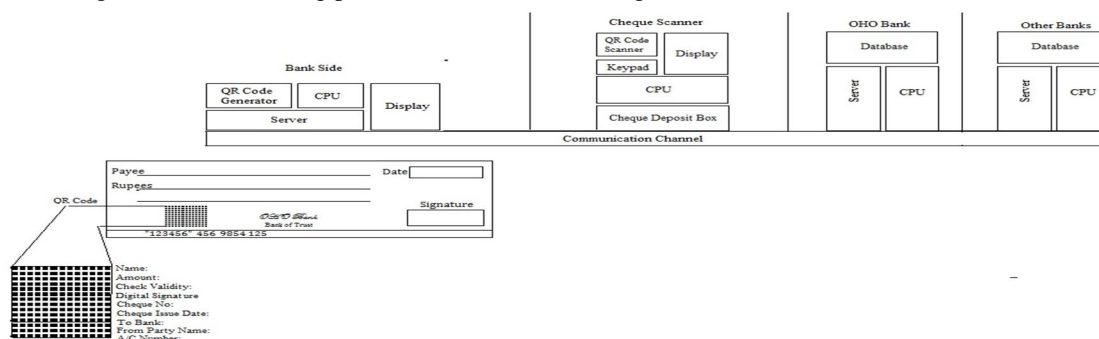 Cheque Scanner
OHO Bank
Other Banks
Bank Side
QR Code
Generator
CPU
Display
Server
QR Code
Scanner
Display
Keypad
CPU
Cheque Deposit Box
Database
Server
CPU
Database
Server
CPU
Communication Channel
Payee
Date
Rupees
QR Code
Signature
OHO Bank
Bank of Trust
"123456" 456 9854 125
Name:
Amount:
Check Validity:
Digital Signature
Cheque No:
Cheque Issue Date:
To Bank:
From Party Name:
A/C Number: